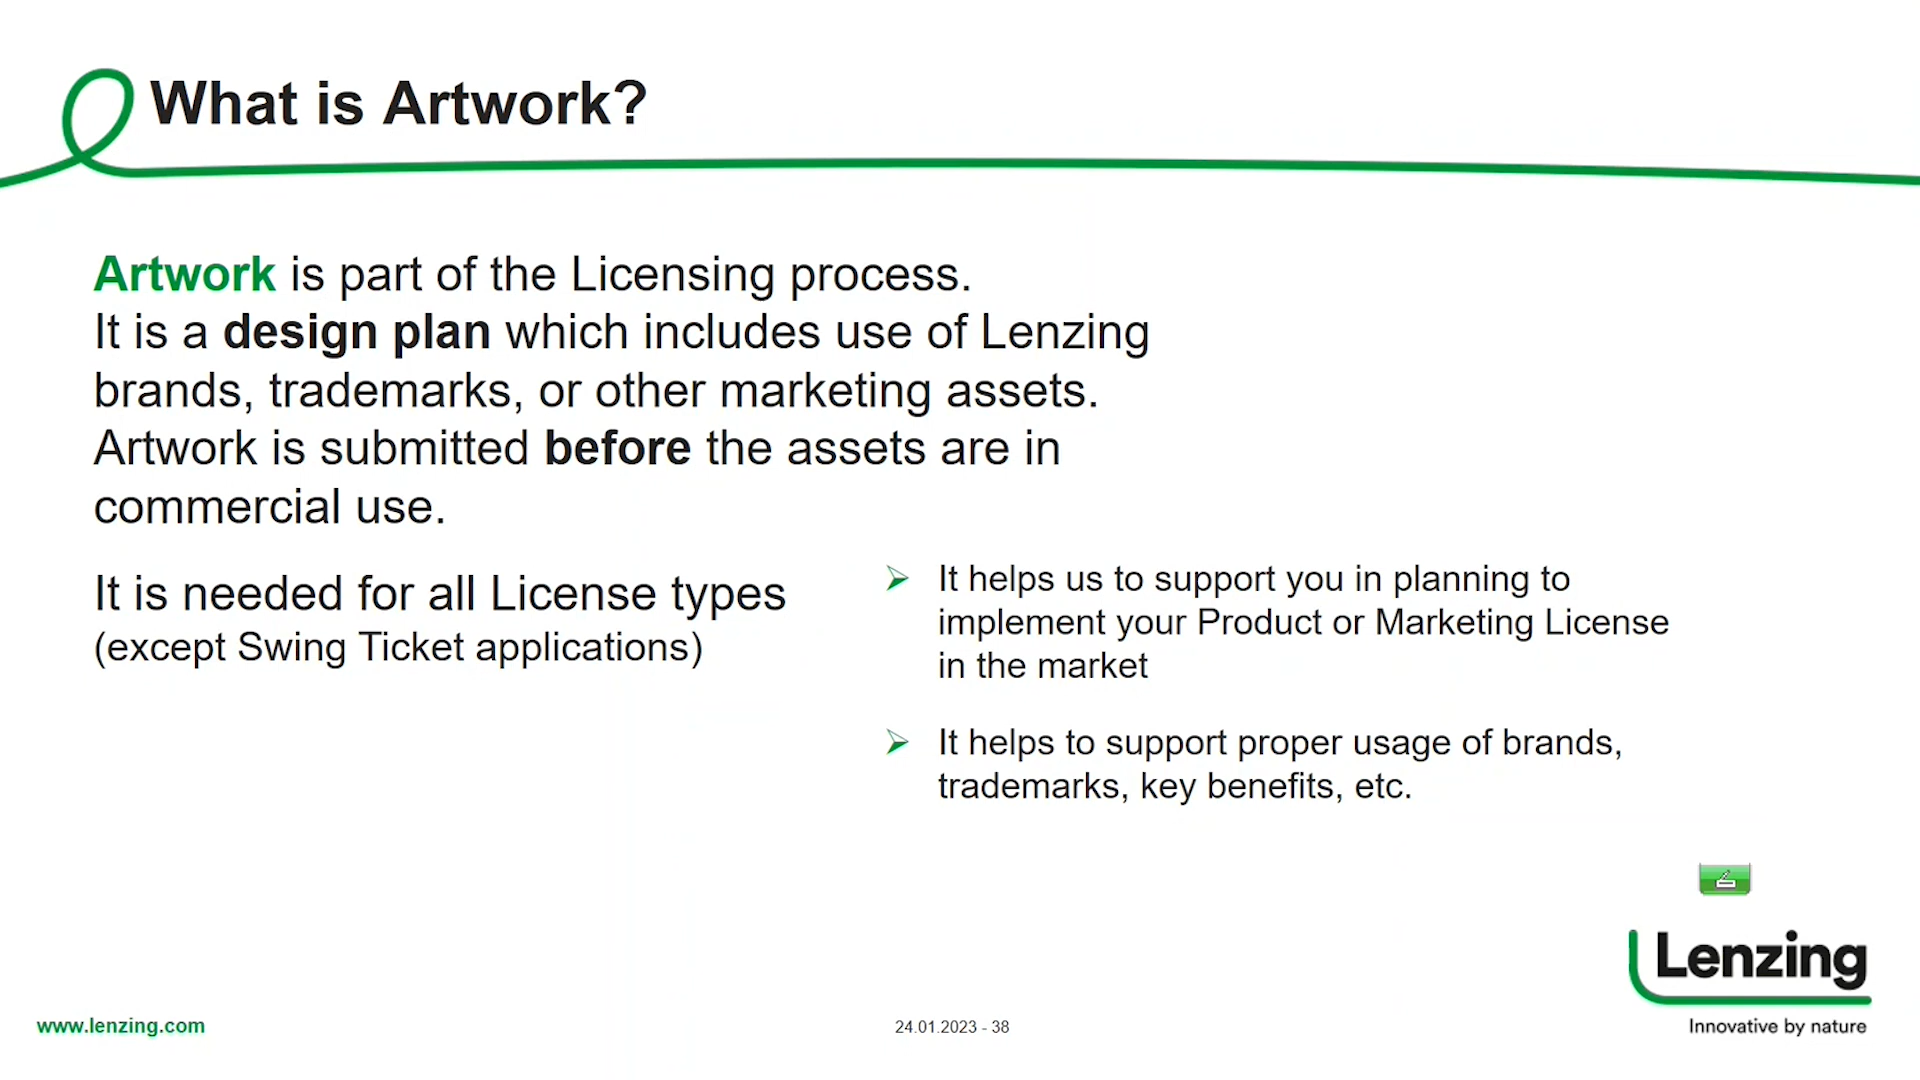 What is Artwork?
Artwork is part of the Licensing process.
It is a design plan which includes use of Lenzing
brands, trademarks, or other marketing assets.
Artwork is submitted before the assets are in
commercial use.
It is needed for all License types
(except Swing Ticket applications)
It helps us to support you in planning to
implement your Product or Marketing License
in the market
It helps to support proper usage of brands,
trademarks, key benefits, etc.
Lenzing
Innovative by nature
www.lenzing.com
24.01.2023 - 38